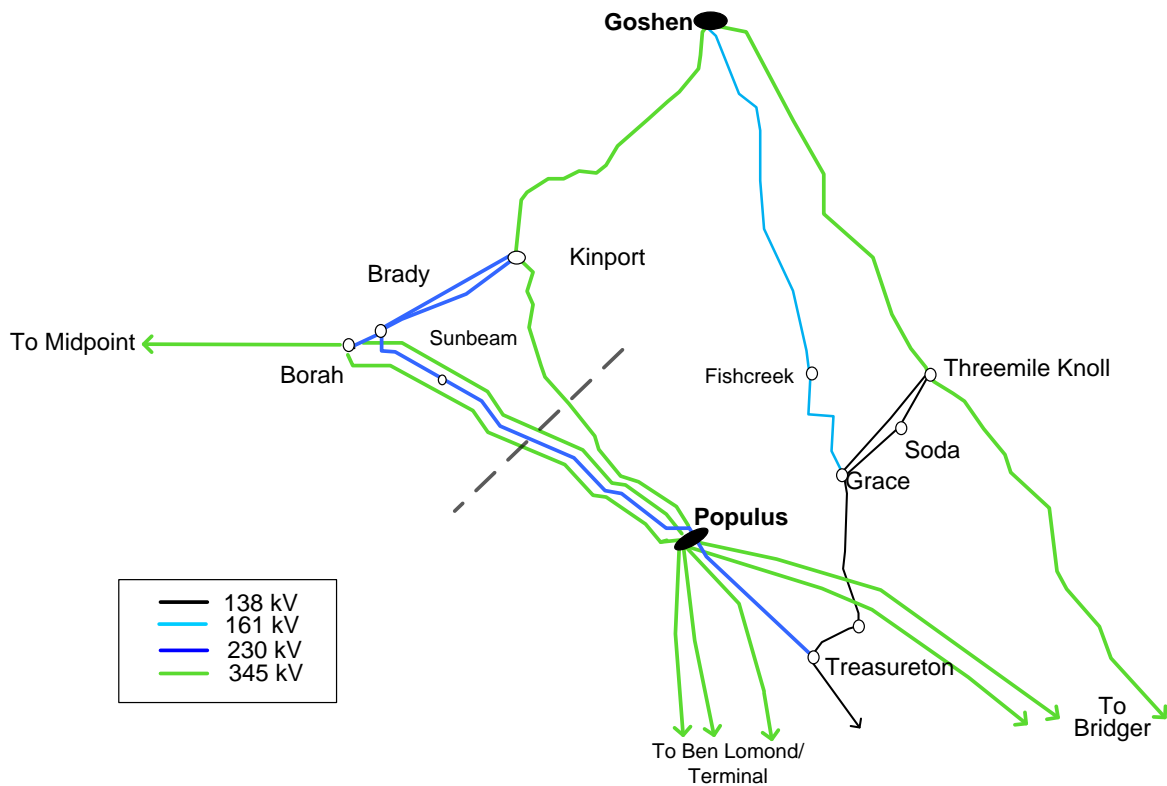 Goshen
Kinport
Brady
To Midpoint
Sunbeam
Borah
Fishcreek
Threemile Knoll
Soda
Grace
Populus
138 kV
161 kV
230 kV
345 kV
Treasureton
To
Bridger
To Ben Lomond/
Terminal